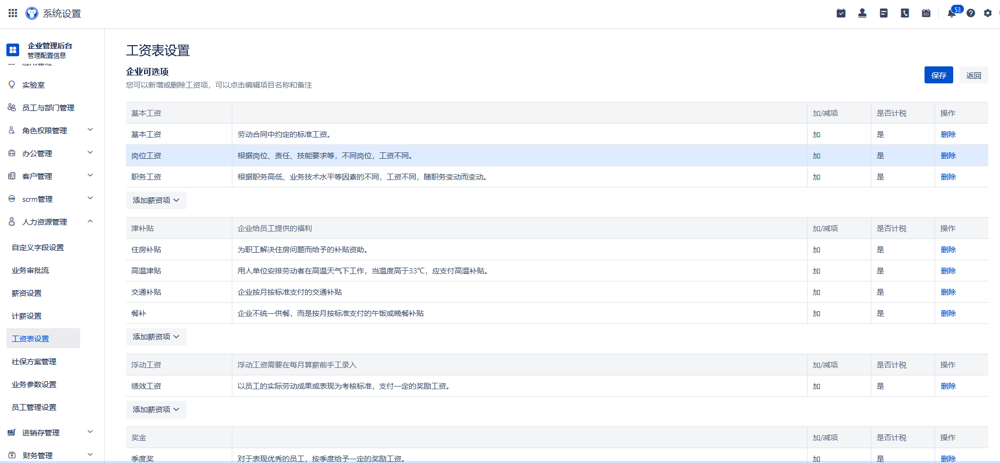 系统设置
53
企业管理后台
管理配置信息
应用管理
实验室
员工与部门管理
角色权限管理
办公管理
客户管理
scrm管理
人力资源管理
自定义字段设置
业务审批流
薪资设置
计薪设置
工资表设置
社保方案管理
业务参数设置
员工管理设置
进销存管理
财务管理
工资表设置
企业可选项
您可以新增或删除工资项，可以点击编辑项目名称和备注
保存 返回
基本工资 加/减项 是否计税 操作
基本工资 劳动合同中约定的标准工资。 加 是 删除
岗位工资 根据岗位、责任、技能要求等，不同岗位，工资不同。 加 是 删除
职务工资 根据职务高低、业务技术水平等因素的不同，工资不同，随职务变动而变动。 加 是 删除
添加薪资项
津补贴 企业给员工提供的福利 加/减项 是否计税 操作
住房补贴 为职工解决住房问题而给予的补贴资助。 加 是 删除
高温津贴 用人单位安排劳动者在高温天气下工作，当温度高于33℃，应支付高温补贴。 加 是 删除
交通补贴 企业按月按标准支付的交通补贴 加 是 删除
餐补 企业不统一供餐，而是按月按标准支付的午饭或晚餐补贴 加 是 删除
添加薪资项
浮动工资 浮动工资需要在每月算薪前手工录入 加/减项 是否计税 操作
绩效工资 以员工的实际劳动成果或表现为考核标准，支付一定的奖励工资。 加 是 删除
添加薪资项
奖金 加/减项 是否计税 操作
季度奖 对于表现优秀的员工，按季度给予一定的奖励工资。 加 是 删除